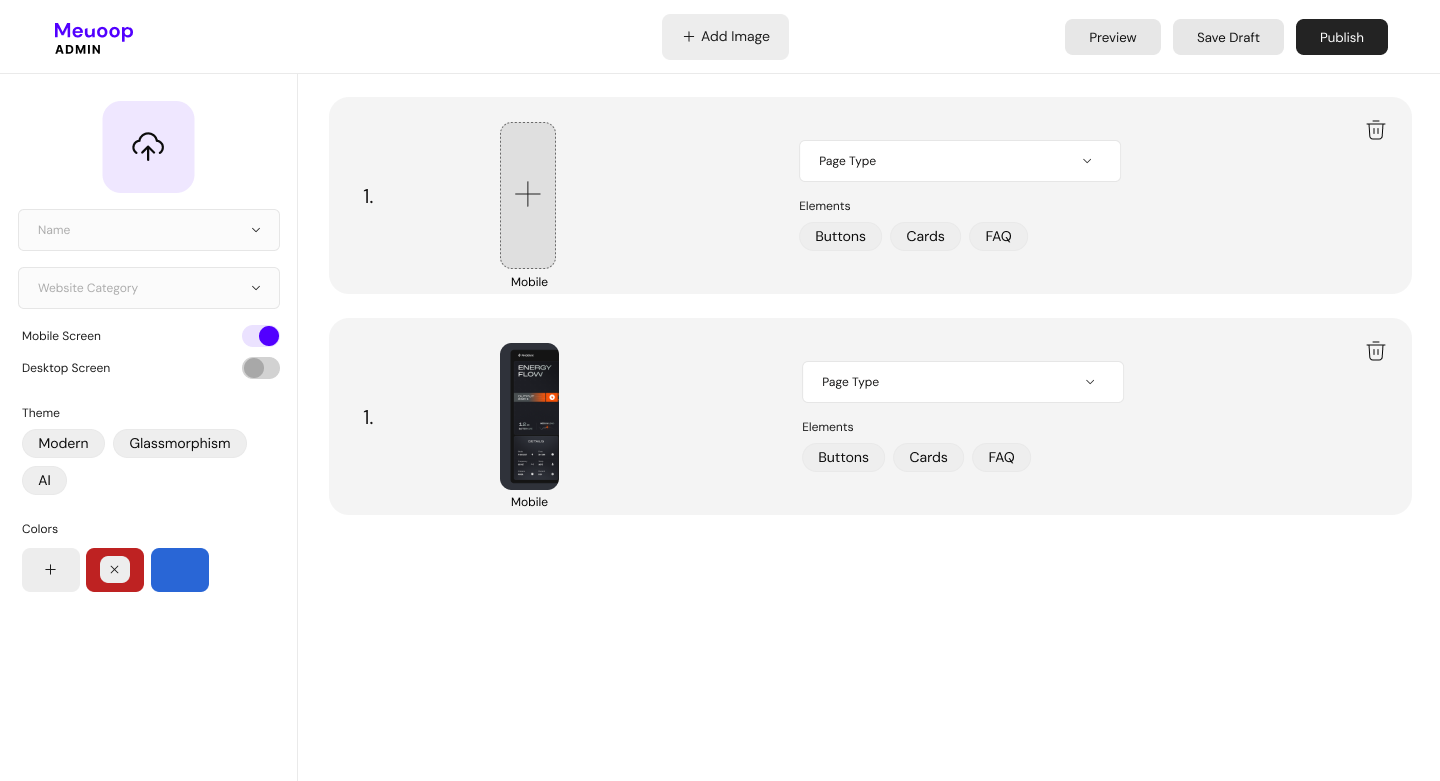 Meuoop
ADMIN
Add Image
Preview
Save Draft
Publish
Name
Website Category
Mobile Screen
Desktop Screen
Theme
Modern
Glassmorphism
AI
Colors
1.
Mobile
Page Type
Elements
Buttons
Cards
FAQ
1.
ENERGY
FLOW
DETAILS
Mobile
Page Type
Elements
Buttons
Cards
FAQ